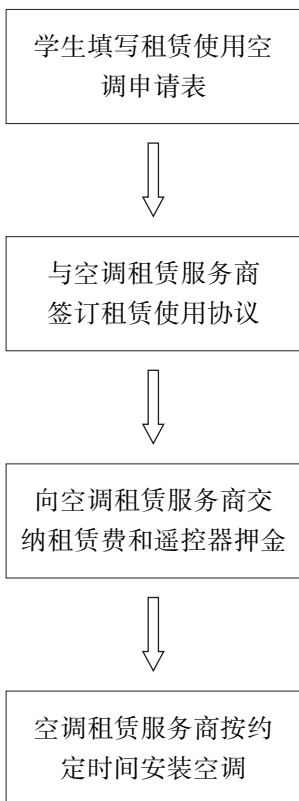 学生填写租赁使用空
调申请表
与空调租赁服务商
签订租赁使用协议
向空调租赁服务商交
纳租赁费和遥控器押金
空调租赁服务商按约
定时间安装空调